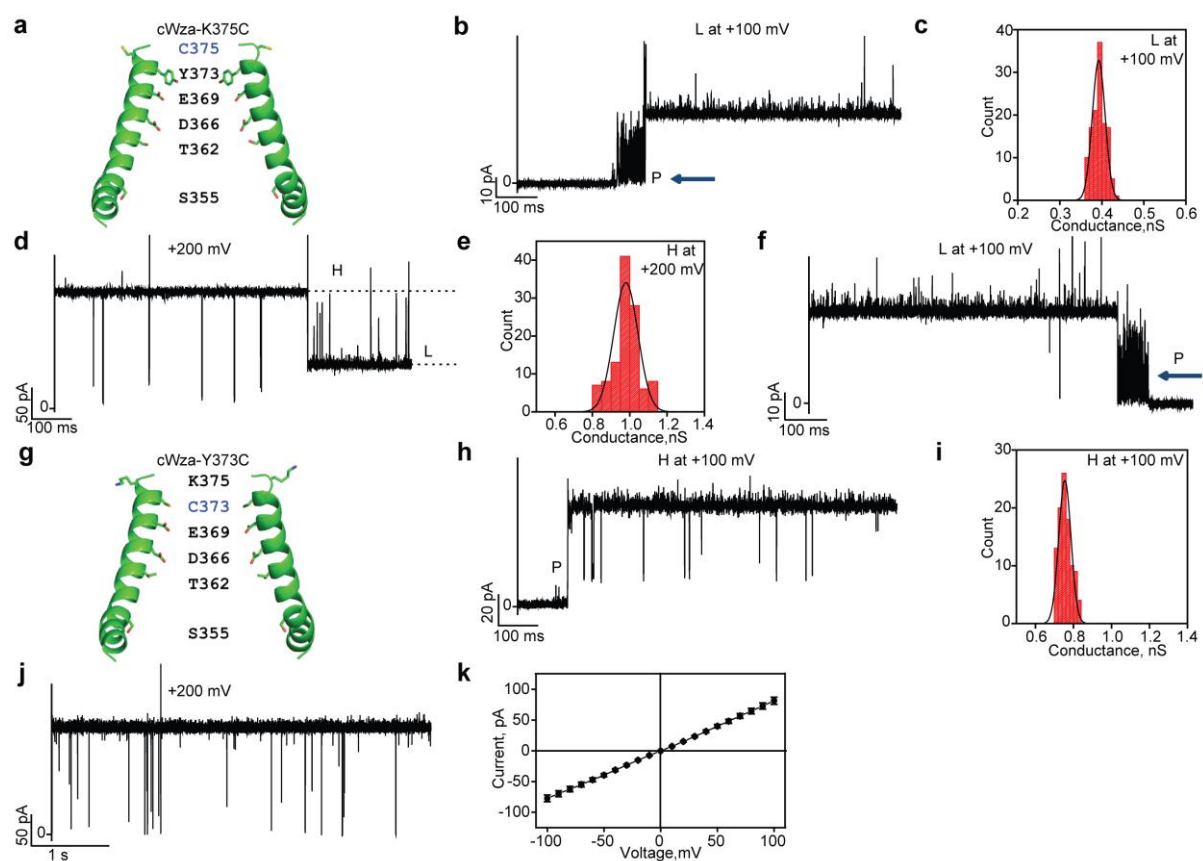 a
cWza-K375C
C375
Y373
E369
D366
T362
S355
b
L at +100 mV
P
0
10 pA
100 ms
c
L at
+100 mV
40
30
20
10
0
Count
0.2
0.3
0.4
0.5
0.6
Conductance,nS
d
+200 mV
H
L
0
50 pA
100 ms
e
H at
+200 mV
40
30
20
10
0
Count
0.6
0.8
1.0
1.2
1.4
Conductance,nS
f
L at +100 mV
P
0
10 pA
100 ms
g
cWza-Y373C
K375
C373
E369
D366
T362
S355
h
H at +100 mV
P
0
20 pA
100 ms
i
H at +100 mV
30
20
10
0
Count
0.6
0.8
1.0
1.2
1.4
Conductance, nS
j
+200 mV
0
50 pA
1 s
k
100
50
0
-50
-100
Current, pA
-100
-50
0
50
100
Voltage,mV